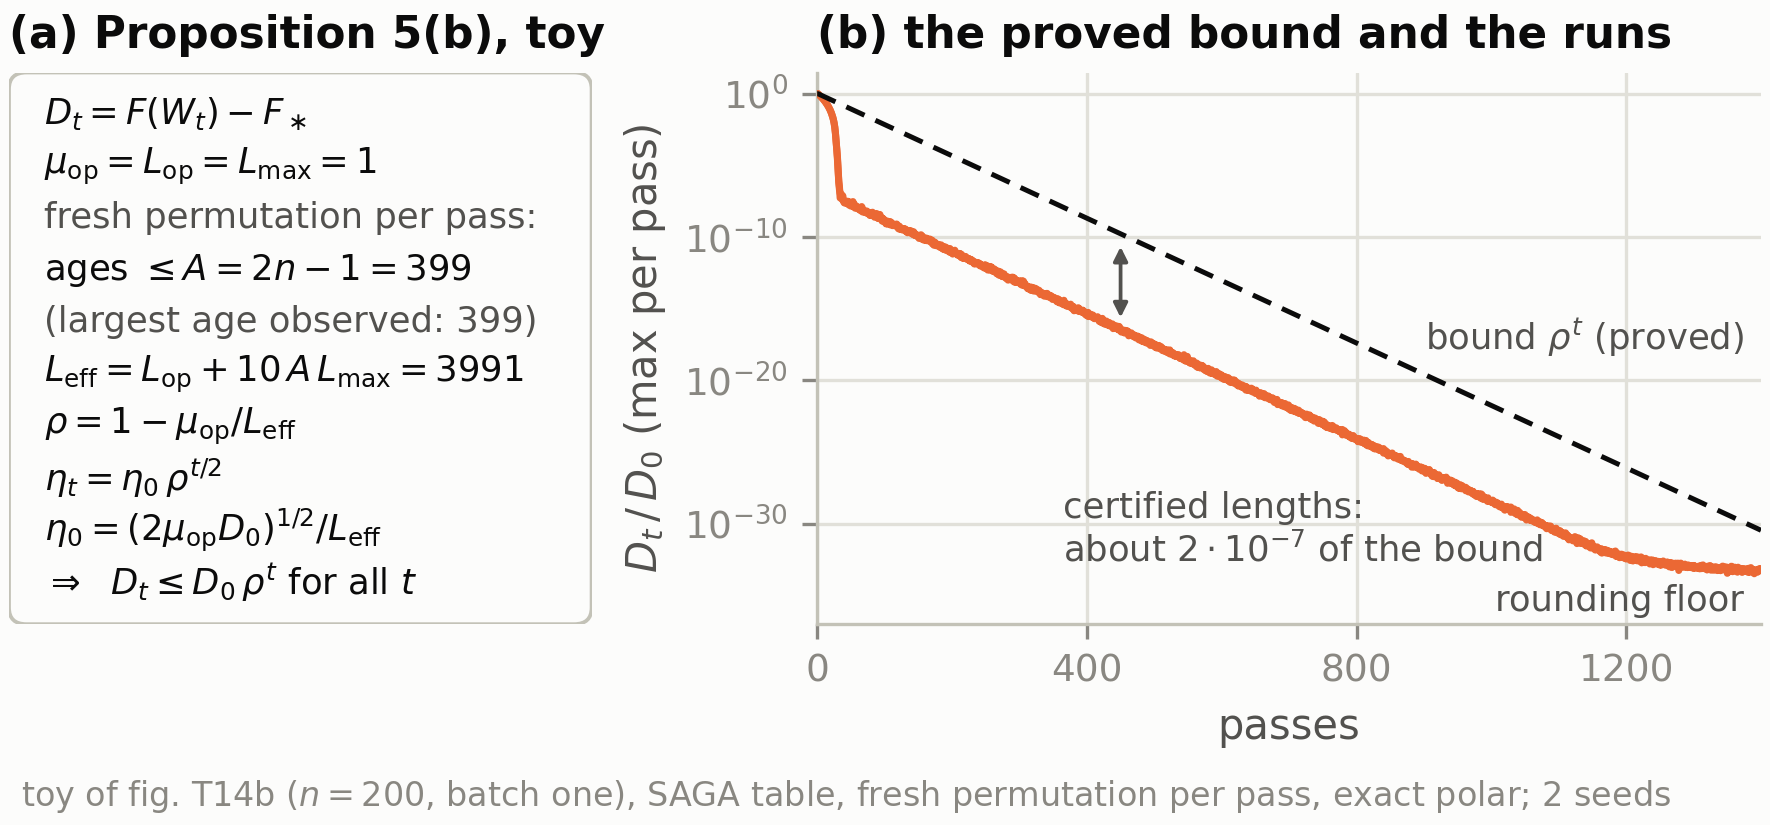 (a) Proposition 5(b), toy
D_t = F(W_t) − F_∗
μ_op = L_op = L_max = 1
fresh permutation per pass:
ages ≤ A = 2n − 1 = 399
(largest age observed: 399)
L_eff = L_op + 10 A L_max = 3991
ρ = 1 − μ_op/L_eff
η_t = η_0 ρ^{t/2}
η_0 = (2μ_op D_0)^{1/2}/L_eff
⇒ D_t ≤ D_0 ρ^t for all t
(b) the proved bound and the runs
D_t / D_0 (max per pass)
10^0
10^{−10}
10^{−20}
10^{−30}
bound ρ^t (proved)
certified lengths:
about 2 · 10^{−7} of the bound
rounding floor
0 400 800 1200
passes
toy of fig. T14b (n = 200, batch one), SAGA table, fresh permutation per pass, exact polar; 2 seeds